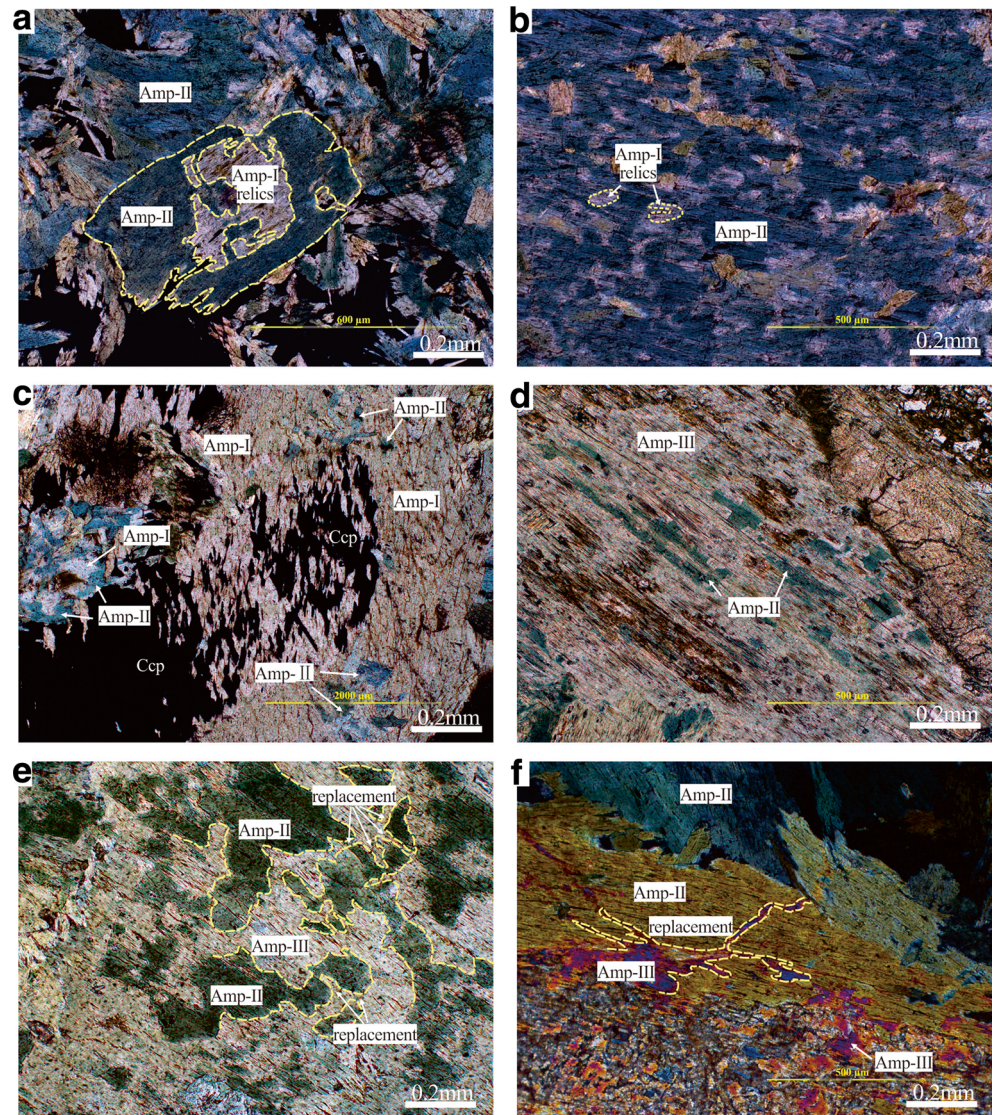 a
Amp-II
Amp-I
relics
Amp-II
600 µm
0.2mm
b
Amp-I
relics
Amp-II
500 µm
0.2mm
c
Amp-II
Amp-I
Amp-I
Ccp
Amp-I
Amp-II
Ccp
Amp-II
2000 µm
0.2mm
d
Amp-III
Amp-II
500 µm
0.2mm
e
replacement
Amp-II
Amp-III
Amp-II
replacement
0.2mm
f
Amp-II
Amp-II
replacement
Amp-III
Amp-III
500 µm
0.2mm